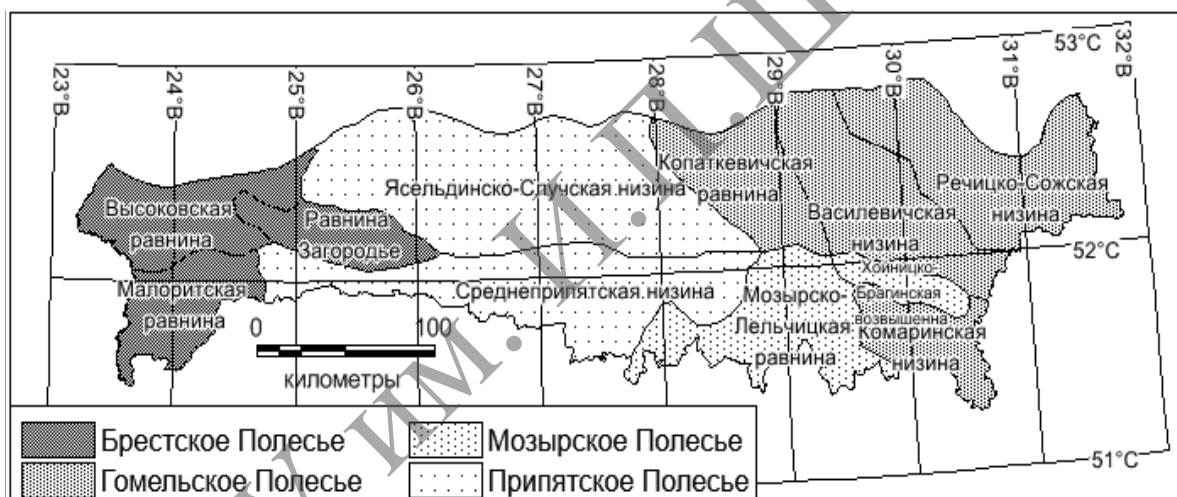 53°С
23°В
24°В
25°В
26°В
27°В
28°В
29°В
30°В
31°В
32°В
Копаткевичская
равнина
Ясельдинско-Случская низина
Речицко-Сожская
низина
Высоковская
равнина
Равнина
Загородье
Василевичская
низина
52°С
Хойницко-
Брагинская
возвышенна
Малоритская
равнина
Среднеприпятская низина
Мозырско-
Лельчицкая
равнина
Комаринская
низина
0 100
километры
51°С
Брестское Полесье
Гомельское Полесье
Мозырское Полесье
Припятское Полесье
им. И.П.